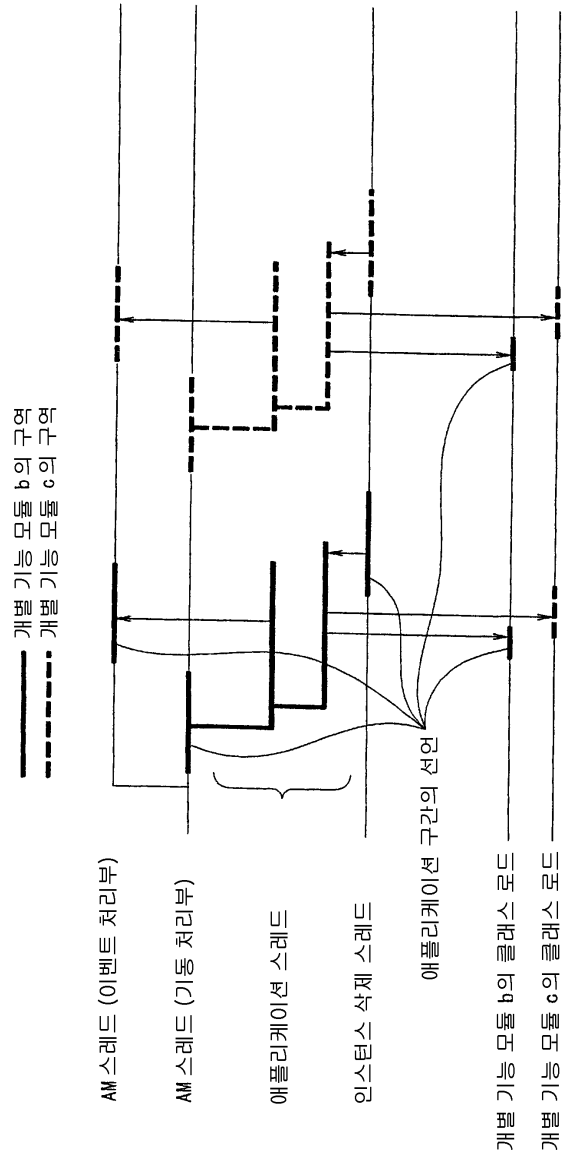 개별 기능 모듈 b의 구역
개별 기능 모듈 c의 구역
AM 스레드 (이벤트 처리부)
AM 스레드 (기동 처리부)
애플리케이션 스레드
인스턴스 삭제 스레드
애플리케이션 구간의 선언
개별 기능 모듈 b의 클래스 로드
개별 기능 모듈 c의 클래스 로드